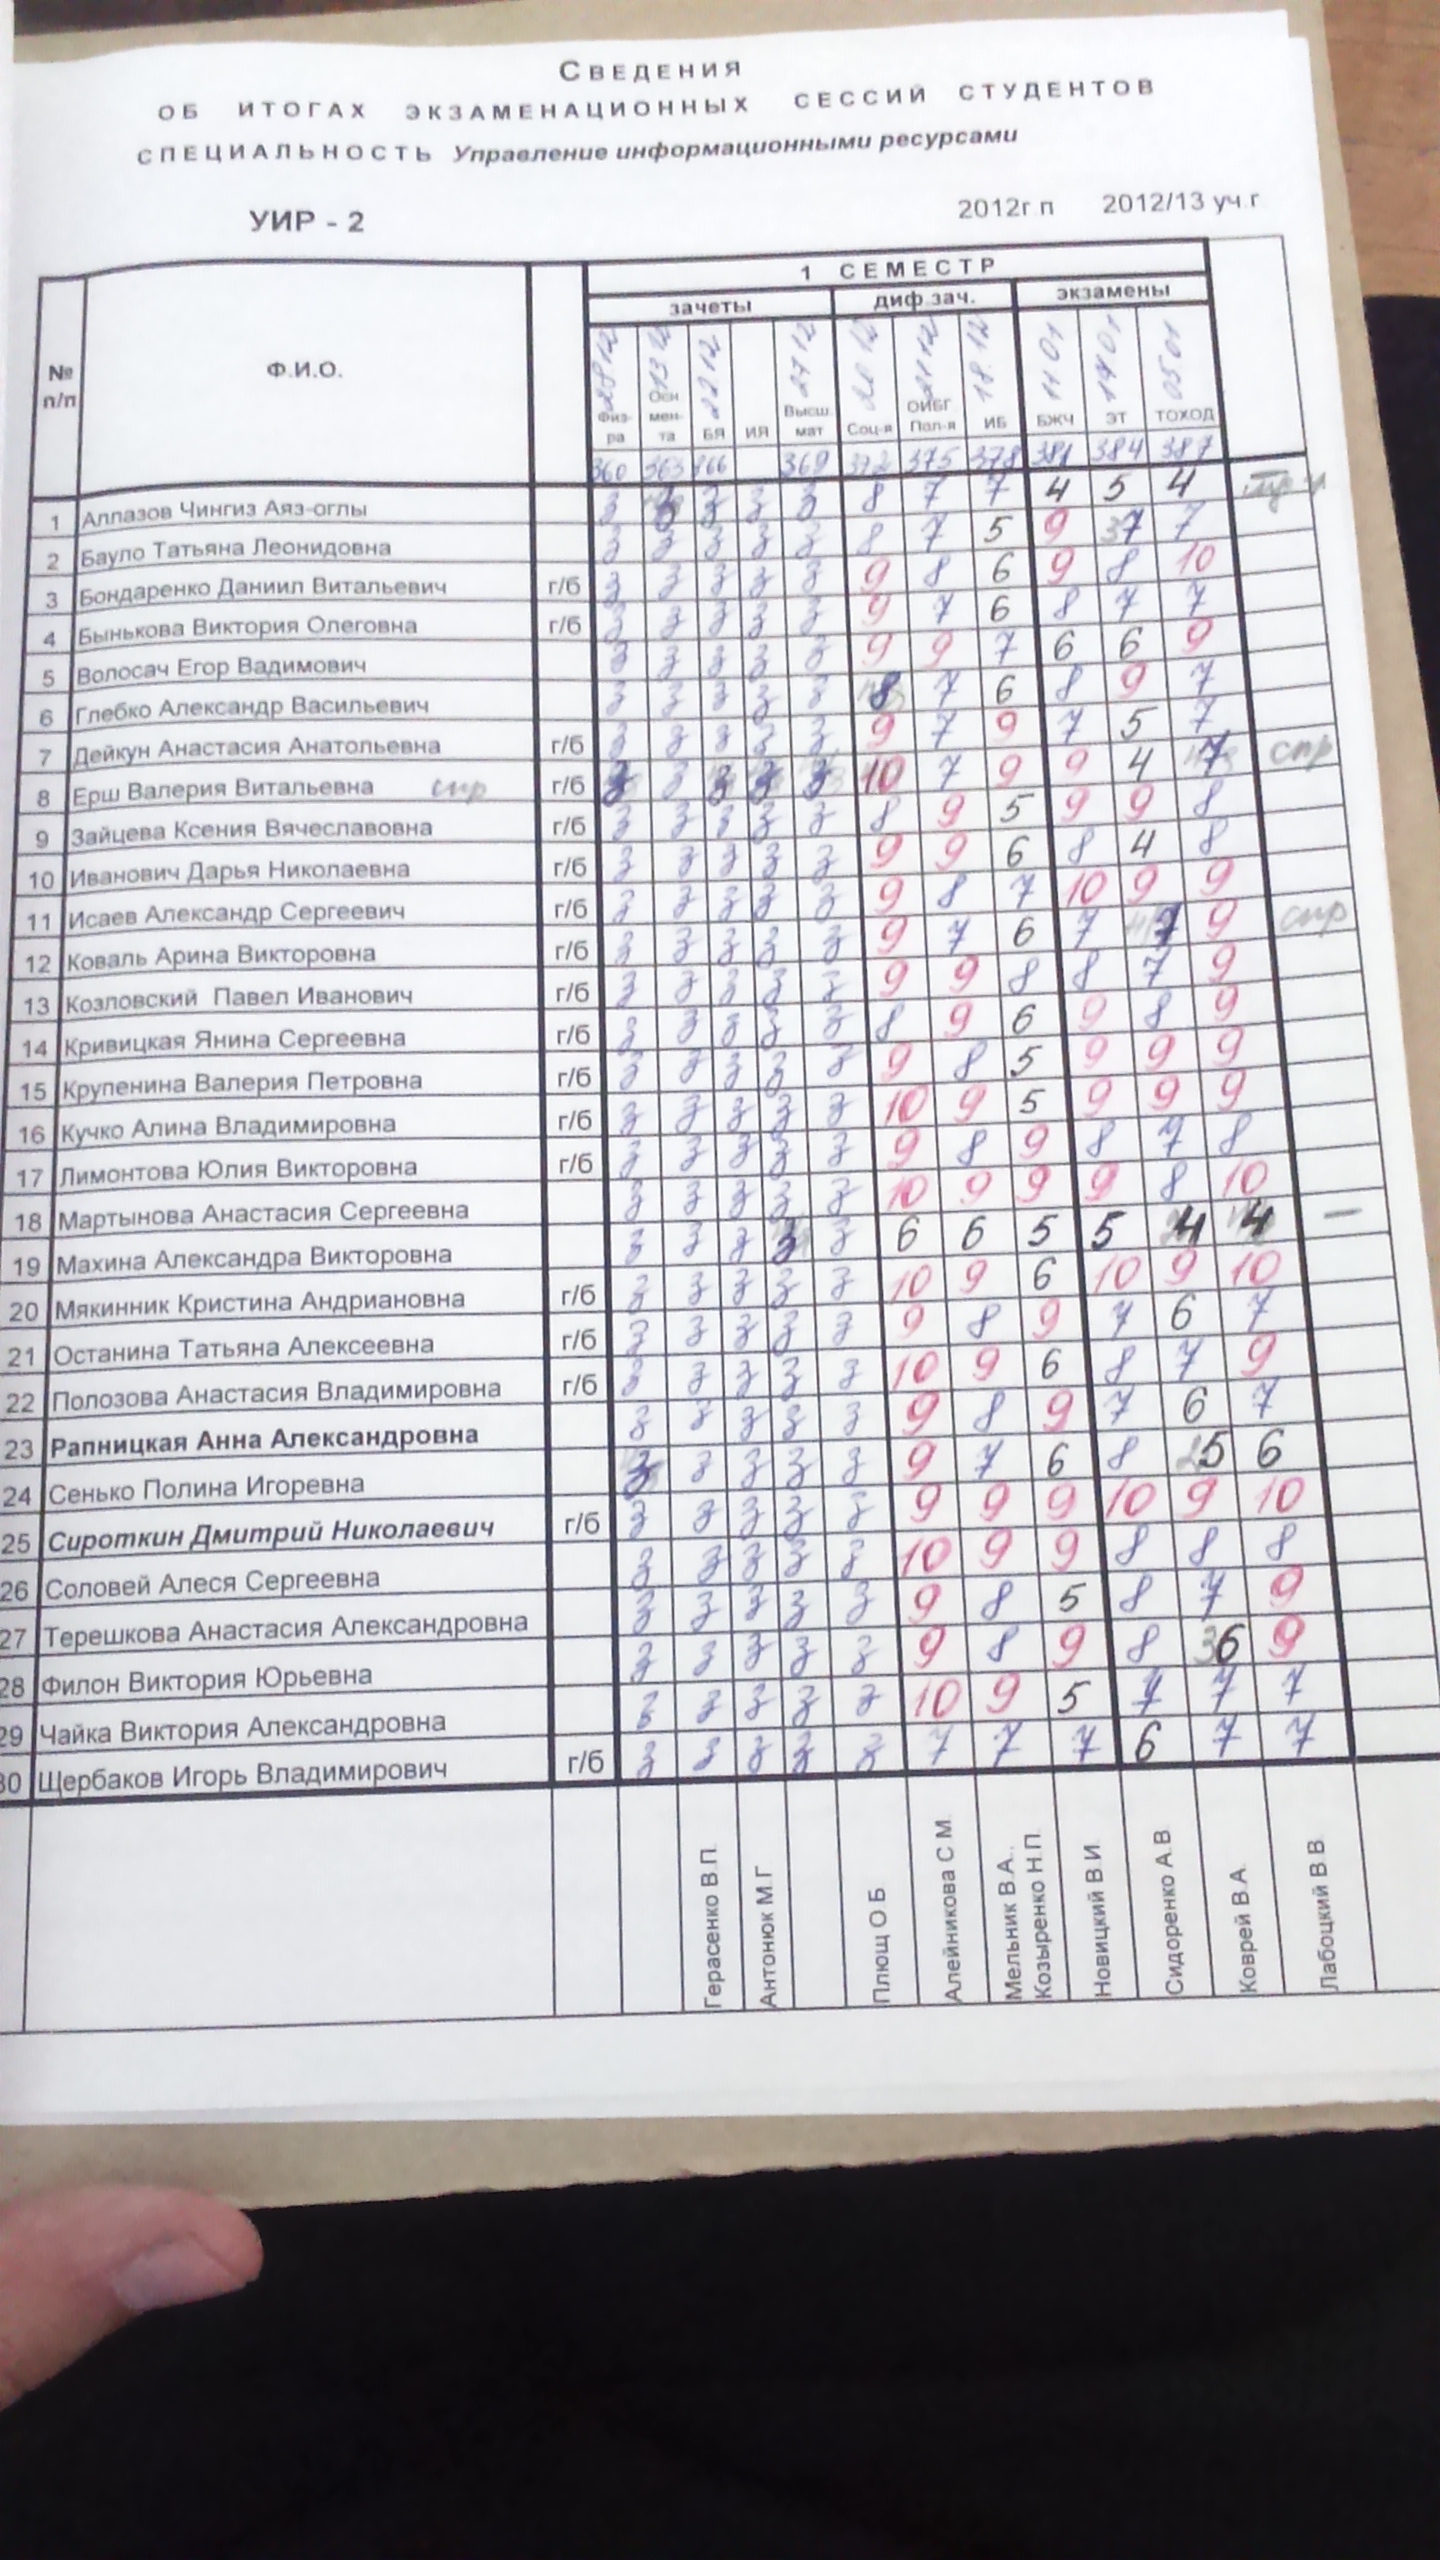 Сведения
об итогах экзаменационных сессий студентов
специальность Управление информационными ресурсами
УИР - 2 2012г п 2012/13 уч г
1 СЕМЕСТР
зачеты диф.зач. экзамены
№ п/п Ф.И.О.
28 12 13 12 22 12 27 12 20 12 21 12 18. 12 11 01 14 01 05 01
Физ-ра Осн мен-та БЯ ИЯ Высш мат Соц-я ОИБГ Пол-я ИБ БЖЧ ЭТ ТОХОД
360 363 366 369 372 375 378 381 384 387
1 Аллазов Чингиз Аяз-оглы з з з з з 8 7 7 4 5 4
2 Бауло Татьяна Леонидовна з з з з з 8 7 5 9 37 7
3 Бондаренко Даниил Витальевич г/б з з з з з 9 8 6 9 8 10
4 Бынькова Виктория Олеговна г/б з з з з з 9 7 6 8 7 7
5 Волосач Егор Вадимович з з з з з 9 9 7 6 6 9
6 Глебко Александр Васильевич з з з з з 8 7 6 8 9 7
7 Дейкун Анастасия Анатольевна г/б з з з з з 9 7 9 7 5 7
8 Ерш Валерия Витальевна спр г/б з з з з з 10 7 9 9 4 7 спр
9 Зайцева Ксения Вячеславовна г/б з з з з з 8 9 5 9 9 8
10 Иванович Дарья Николаевна г/б з з з з з 9 9 6 8 4 8
11 Исаев Александр Сергеевич г/б з з з з з 9 8 7 10 9 9
12 Коваль Арина Викторовна г/б з з з з з 9 7 6 7 7 9 спр
13 Козловский Павел Иванович г/б з з з з з 9 9 8 8 7 9
14 Кривицкая Янина Сергеевна г/б з з з з з 8 9 6 9 8 9
15 Крупенина Валерия Петровна г/б з з з з з 9 8 5 9 9 9
16 Кучко Алина Владимировна г/б з з з з з 10 9 5 9 9 9
17 Лимонтова Юлия Викторовна г/б з з з з з 9 8 9 8 7 8
18 Мартынова Анастасия Сергеевна з з з з з 10 9 9 9 8 10
19 Махина Александра Викторовна з з з з з 6 6 5 5 4 4 —
20 Мякинник Кристина Андриановна г/б з з з з з 10 9 6 10 9 10
21 Останина Татьяна Алексеевна г/б з з з з з 9 8 9 7 6 7
22 Полозова Анастасия Владимировна г/б з з з з з 10 9 6 8 7 9
23 Рапницкая Анна Александровна з з з з з 9 8 9 7 6 7
24 Сенько Полина Игоревна з з з з з 9 7 6 8 5 6
25 Сироткин Дмитрий Николаевич г/б з з з з з 9 9 9 10 9 10
26 Соловей Алеся Сергеевна з з з з з 10 9 9 8 8 8
27 Терешкова Анастасия Александровна з з з з з 9 8 5 8 7 9
28 Филон Виктория Юрьевна з з з з з 9 8 9 8 36 9
29 Чайка Виктория Александровна з з з з з 10 9 5 7 7 7
30 Щербаков Игорь Владимирович г/б з з з з з 7 7 7 6 7 7
Герасенко В.П.
Антонюк М.Г
Плющ О.Б.
Алейникова С.М.
Мельник В.А.,
Козыренко Н.П.
Новицкий В.И.
Сидоренко А.В
Коврей В.А.
Лабоцкий В.В.